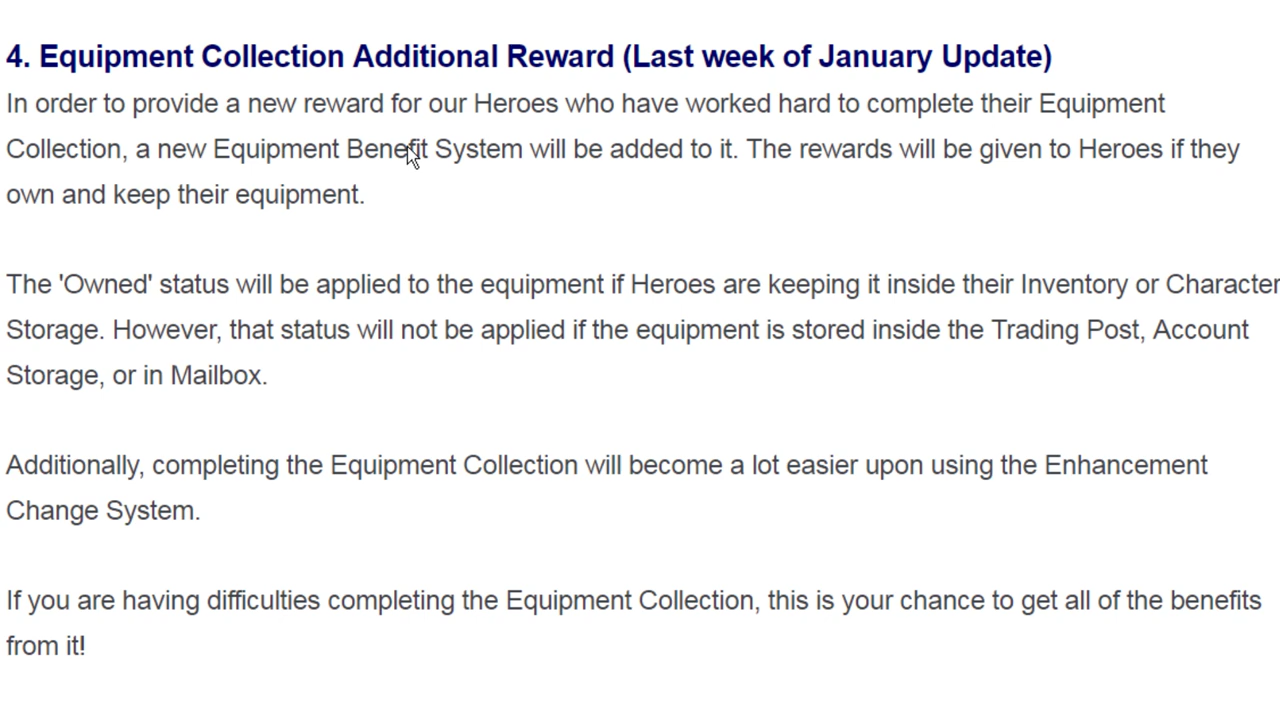 4. Equipment Collection Additional Reward (Last week of January Update)
In order to provide a new reward for our Heroes who have worked hard to complete their Equipment
Collection, a new Equipment Benefit System will be added to it. The rewards will be given to Heroes if they
own and keep their equipment.
The 'Owned' status will be applied to the equipment if Heroes are keeping it inside their Inventory or Character
Storage. However, that status will not be applied if the equipment is stored inside the Trading Post, Account
Storage, or in Mailbox.
Additionally, completing the Equipment Collection will become a lot easier upon using the Enhancement
Change System.
If you are having difficulties completing the Equipment Collection, this is your chance to get all of the benefits
from it!